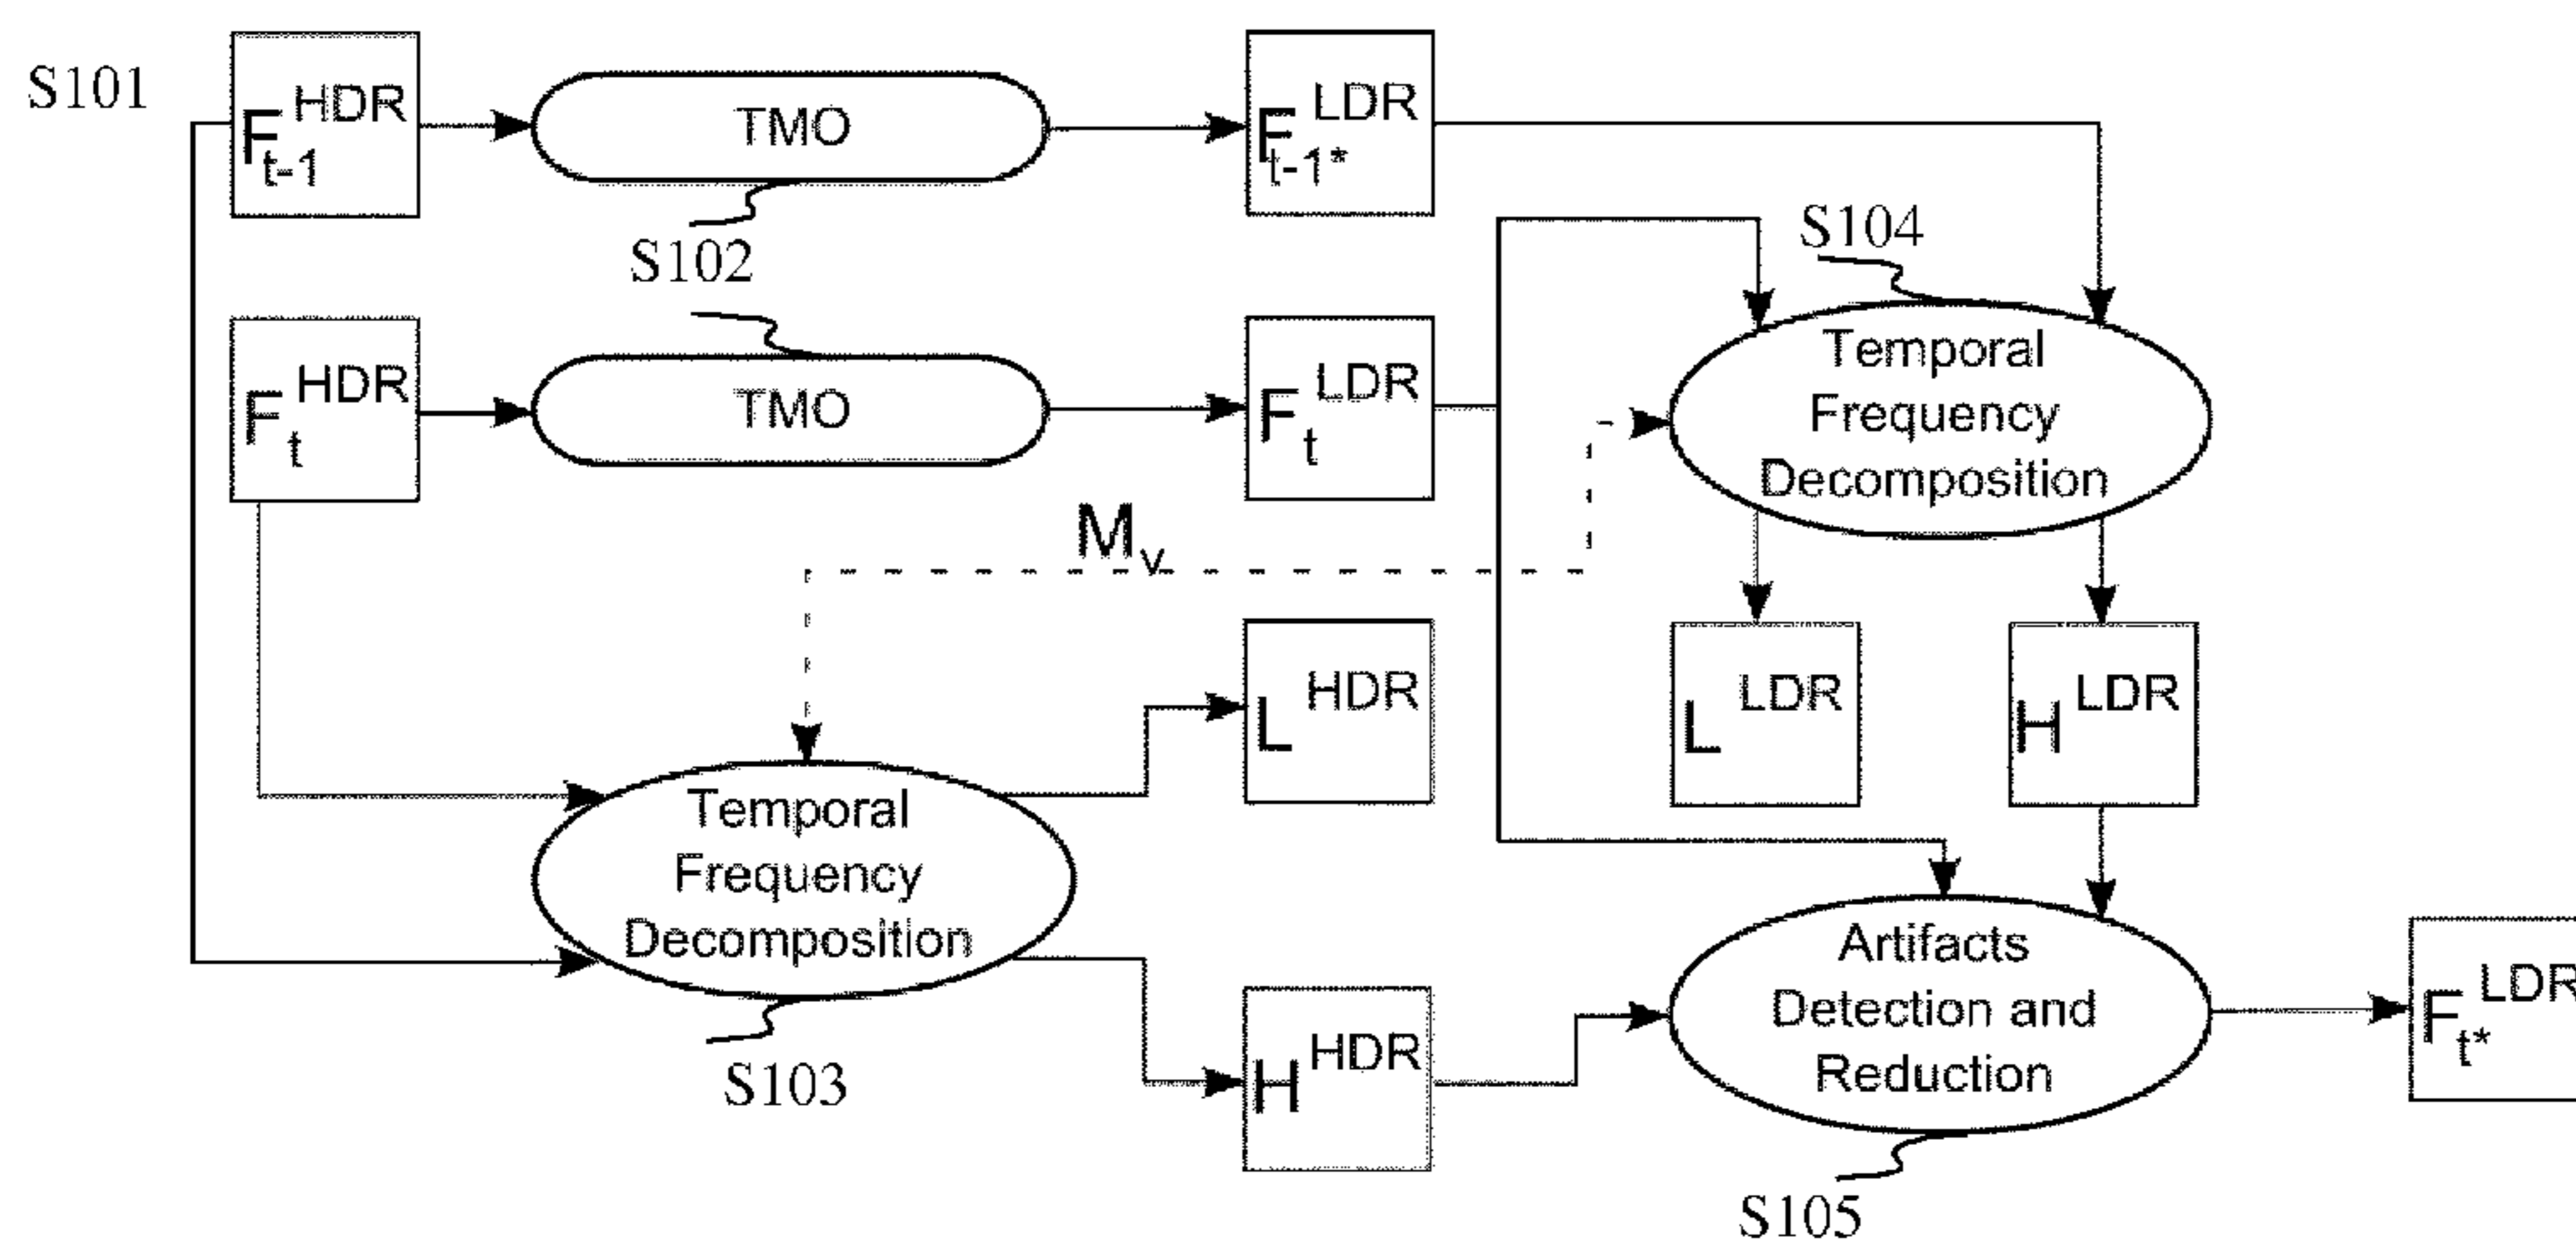 S101
F t-1 HDR
TMO
F t-1* LDR
S102
S104
F t HDR
TMO
F t LDR
Temporal
Frequency
Decomposition
M v
L HDR
L LDR
H LDR
Temporal
Frequency
Decomposition
S103
H HDR
Artifacts
Detection and
Reduction
F t* LDR
S105